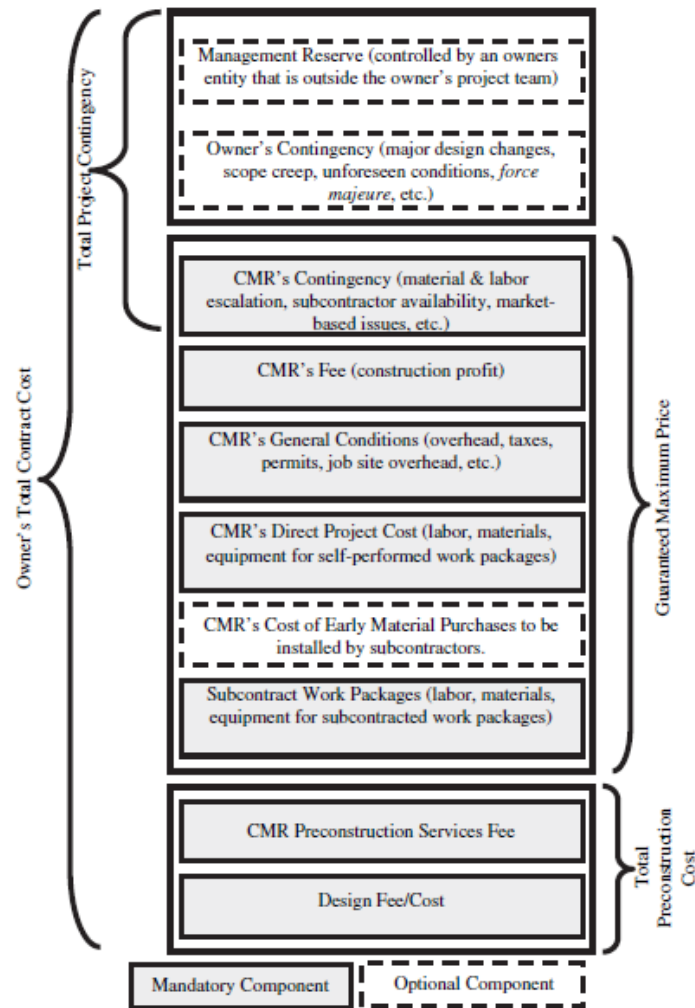 Management Reserve (controlled by an owners
entity that is outside the owner's project team)
Owner's Contingency (major design changes,
scope creep, unforeseen conditions, force
majeure, etc.)
Total Project Contingency
CMR's Contingency (material & labor
escalation, subcontractor availability, market-
based issues, etc.)
CMR's Fee (construction profit)
CMR's General Conditions (overhead, taxes,
permits, job site overhead, etc.)
CMR's Direct Project Cost (labor, materials,
equipment for self-performed work packages)
CMR's Cost of Early Material Purchases to be
installed by subcontractors.
Subcontract Work Packages (labor, materials,
equipment for subcontracted work packages)
Guaranteed Maximum Price
Owner's Total Contract Cost
CMR Preconstruction Services Fee
Design Fee/Cost
Total
Preconstruction
Cost
Mandatory Component
Optional Component